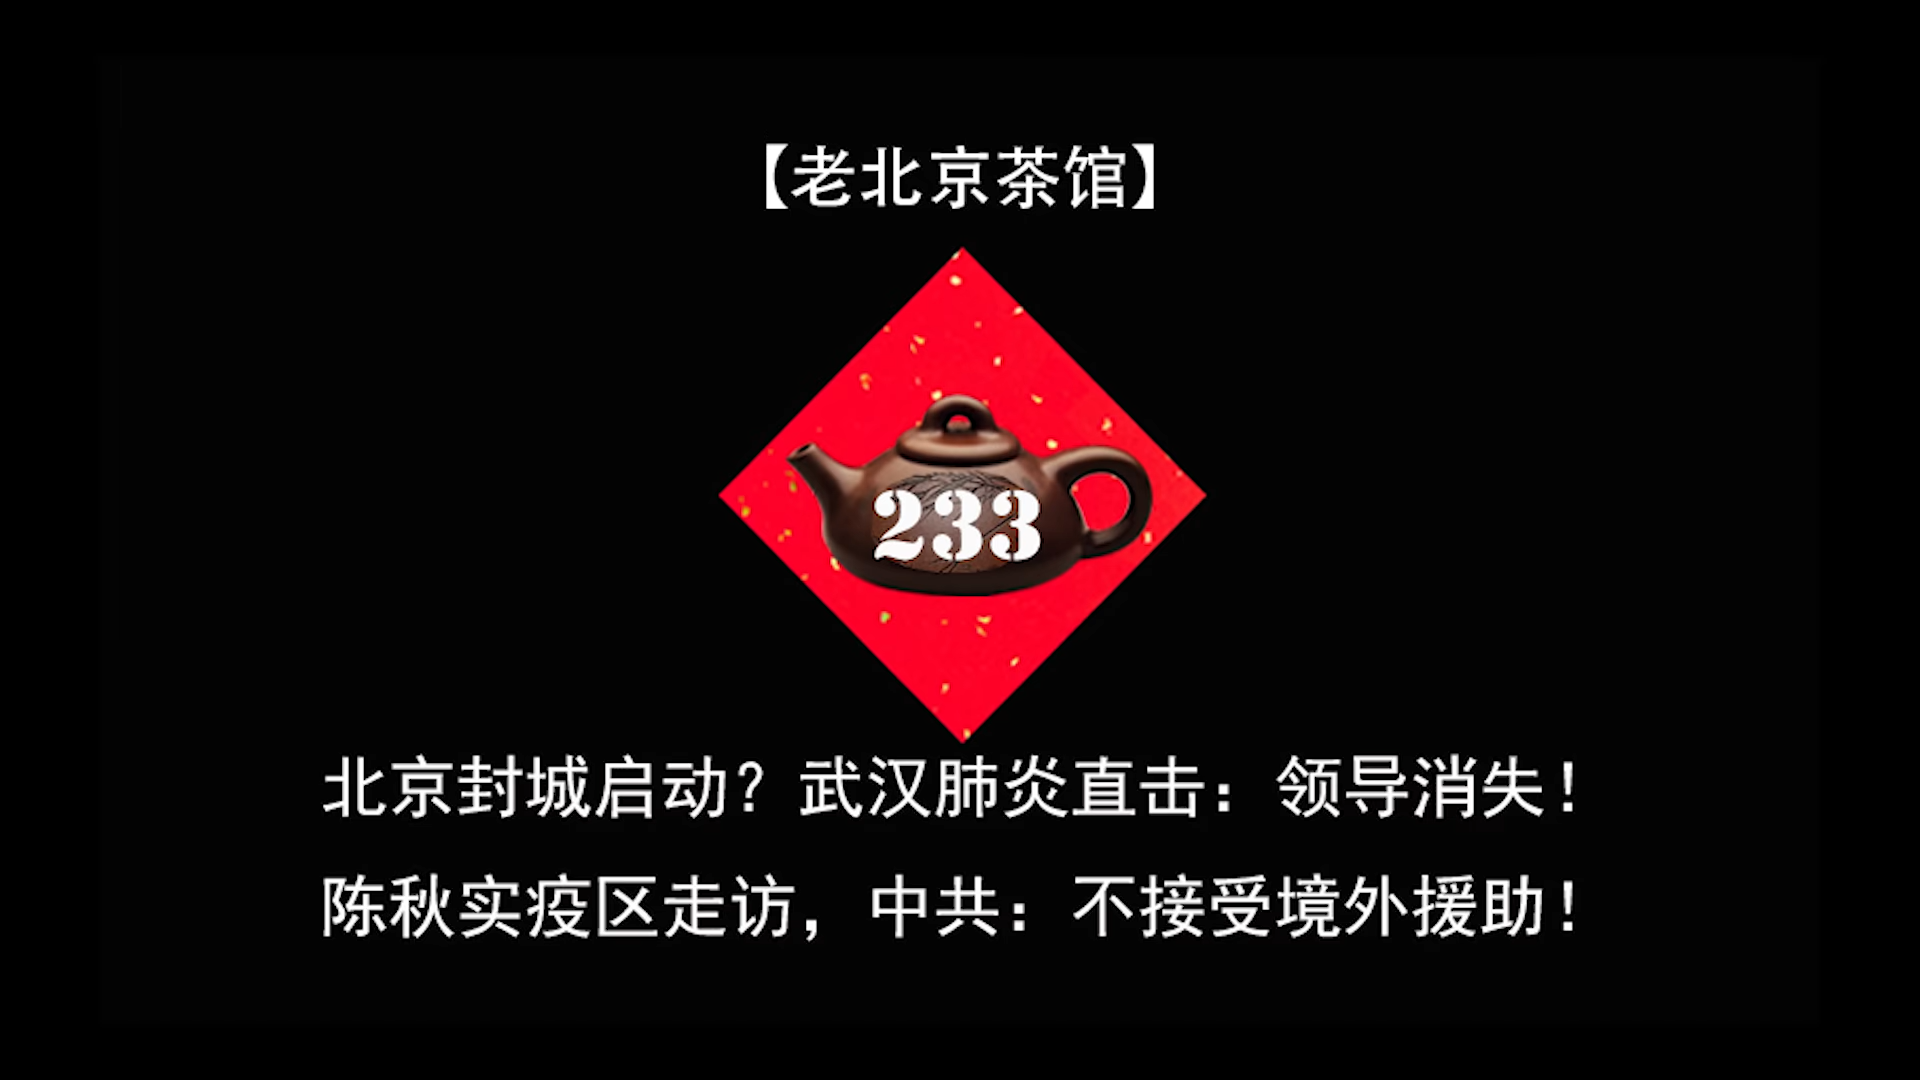 【老北京茶馆】
233
北京封城启动？武汉肺炎直击：领导消失！
陈秋实疫区走访，中共：不接受境外援助！